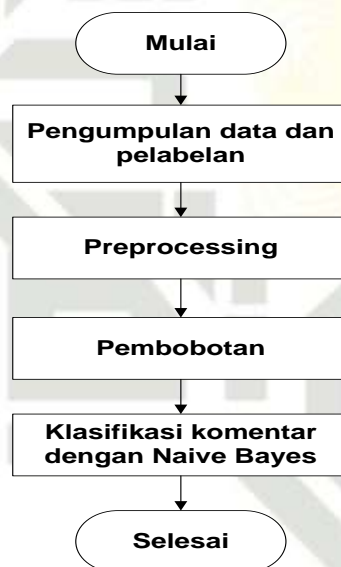 Mulai
Pengumpulan data dan
pelabelan
Preprocessing
Pembobotan
Klasifikasi komentar
dengan Naive Bayes
Selesai